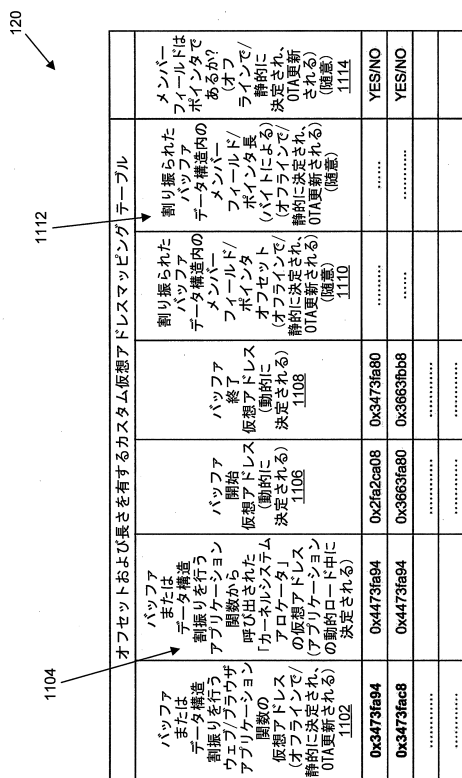 120
オフセットおよび長さを有するカスタム仮想アドレスマッピング テーブル
1104
1112
バッファ
または
データ構造
割振りを行う
ウェブ/ブラウザ
アプリケーション
関数の
仮想アドレス
(オフラインで/
静的に決定され、
OTA更新される)
1102
バッファ
または
データ構造
割振りを行う
アプリケーション
関数から
呼び出された
「カーネルシステム
アロケータ」
の仮想アドレス
(アプリケーション
の動的ロード中に
決定される)
バッファ
開始
仮想アドレス
(動的に
決定される)
1106
バッファ
終了
仮想アドレス
(動的に
決定される)
1108
割り振られた
バッファ
データ構造内の
メンバー
フィールド/
ポインタ
オフセット
(オフラインで/
静的に決定され、
OTA更新される)
(随意)
1110
割り振られた
バッファ
データ構造内の
メンバー
フィールド/
ポインタ長
(バイトによる)
(オフラインで/
静的に決定され、
OTA更新される)
(随意)
メンバー
フィールドは
ポインタで
あるか?
(オフ
ラインで/
静的に
決定され、
OTA更新
される)
(随意)
1114
0x3473fa94 0x4473fa94 0x2fa2ca08 0x3473fa80 ......... ...... YES/NO
0x3473fac8 0x4473fa94 0x3663fa80 0x3663fbb8 ...... ............ YES/NO
............ ............ ............ ............ ............ ............ ............